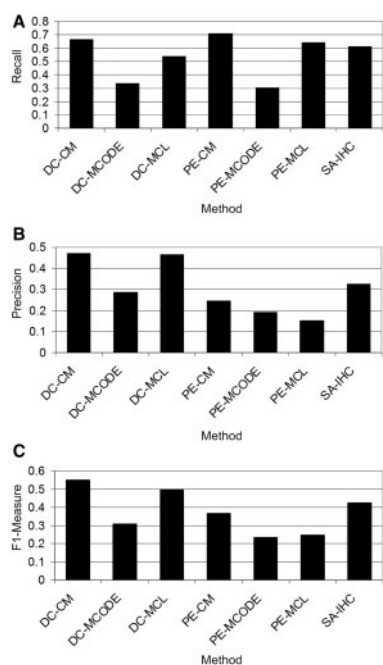 A
0.8
0.7
0.6
0.5
0.4
0.3
0.2
0.1
0
Recall
DC-CM
DC-MCODE
DC-MCL
PE-CM
PE-MCODE
PE-MCL
SA-IHC
Method
B
0.5
0.4
0.3
0.2
0.1
0
Precision
DC-CM
DC-MCODE
DC-MCL
PE-CM
PE-MCODE
PE-MCL
SA-IHC
Method
C
0.6
0.5
0.4
0.3
0.2
0.1
0
F1-Measure
DC-CM
DC-MCODE
DC-MCL
PE-CM
PE-MCODE
PE-MCL
SA-IHC
Method